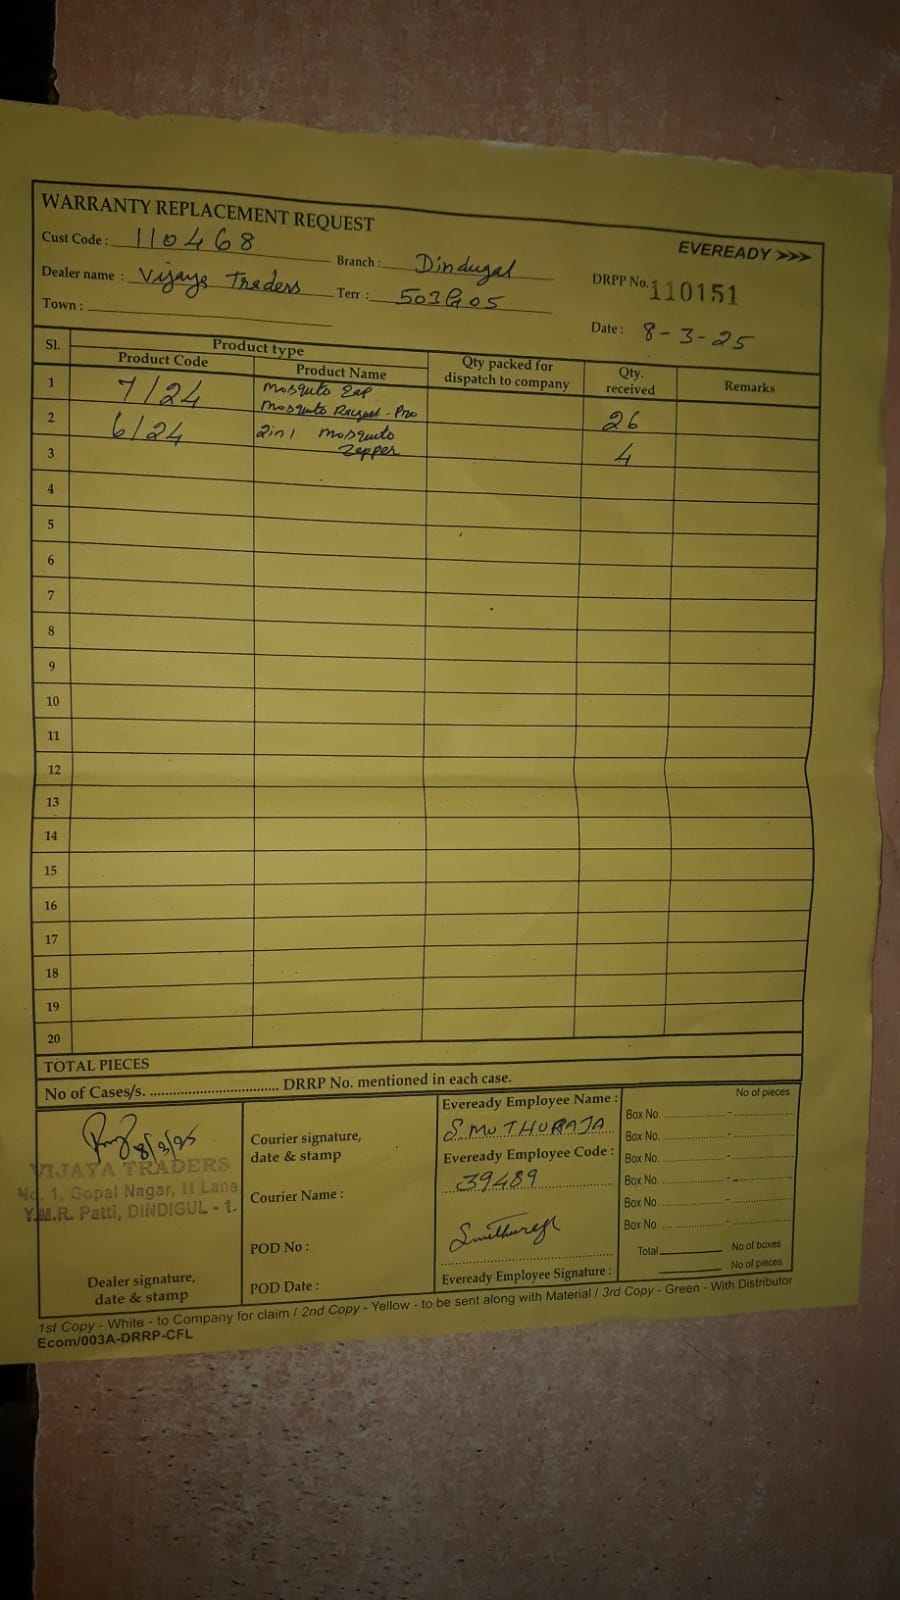 WARRANTY REPLACEMENT REQUEST
EVEREADY >>>
Cust Code : 110468
Branch : Dindugal
DRPP No. 110151
Dealer name : Vijaya Traders
Terr : 503G05
Town :
Date : 8-3-25
Sl. Product type
Product Code Product Name Qty packed for dispatch to company Qty. received Remarks
1 7/24 Mosquito Zap
Mosquito Racquet - Pro 26
2 6/24 2in1 Mosquito
3 Zepper 4
4
5
6
7
8
9
10
11
12
13
14
15
16
17
18
19
20
TOTAL PIECES
No of Cases/s. .................................. DRRP No. mentioned in each case.
8/3/25
VIJAYA TRADERS
No. 1, Gopal Nagar, II Lane
Y.M.R. Patti, DINDIGUL - 1.
Dealer signature,
date & stamp
Courier signature,
date & stamp
Courier Name :
POD No :
POD Date :
Eveready Employee Name :
S. MUTHURAJA
Eveready Employee Code :
39489
Eveready Employee Signature :
No of pieces
Box No.
Box No.
Box No.
Box No.
Box No.
Box No.
Total No of boxes
No of pieces
1st Copy - White - to Company for claim / 2nd Copy - Yellow - to be sent along with Material / 3rd Copy - Green - With Distributor
Ecom/003A-DRRP-CFL